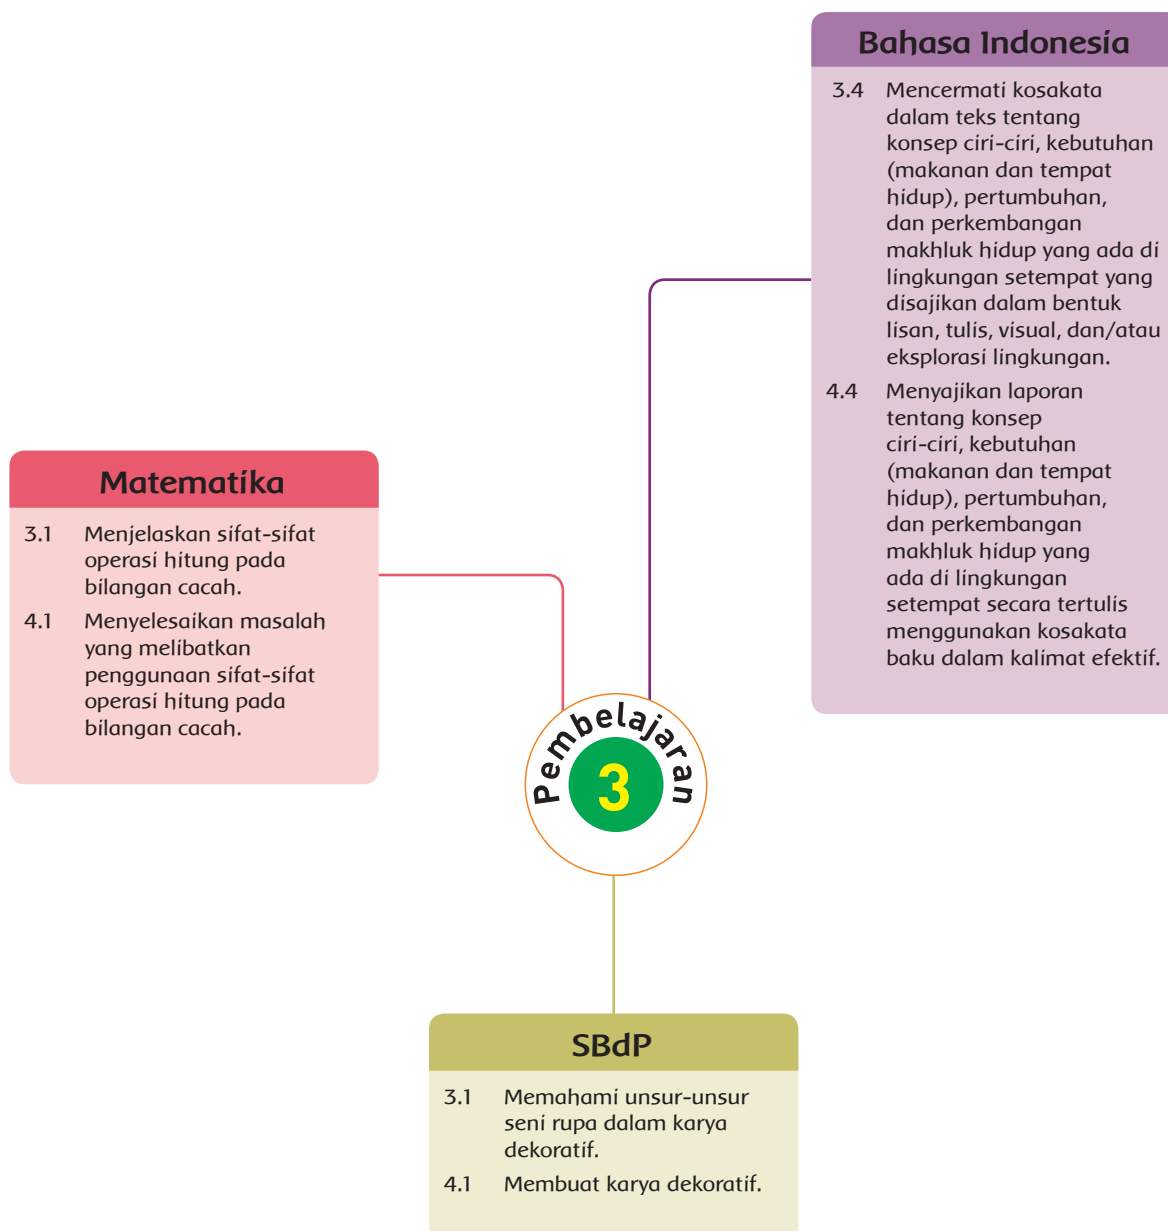 Bahasa Indonesia
3.4 Mencermati kosakata
dalam teks tentang
konsep ciri-ciri, kebutuhan
(makanan dan tempat
hidup), pertumbuhan,
dan perkembangan
makhluk hidup yang ada di
lingkungan setempat yang
disajikan dalam bentuk
lisan, tulis, visual, dan/atau
eksplorasi lingkungan.
4.4 Menyajikan laporan
tentang konsep
ciri-ciri, kebutuhan
(makanan dan tempat
hidup), pertumbuhan,
dan perkembangan
makhluk hidup yang
ada di lingkungan
setempat secara tertulis
menggunakan kosakata
baku dalam kalimat efektif.
Matematika
3.1 Menjelaskan sifat-sifat
operasi hitung pada
bilangan cacah.
4.1 Menyelesaikan masalah
yang melibatkan
penggunaan sifat-sifat
operasi hitung pada
bilangan cacah.
Pembelajaran
3
SBdP
3.1 Memahami unsur-unsur
seni rupa dalam karya
dekoratif.
4.1 Membuat karya dekoratif.